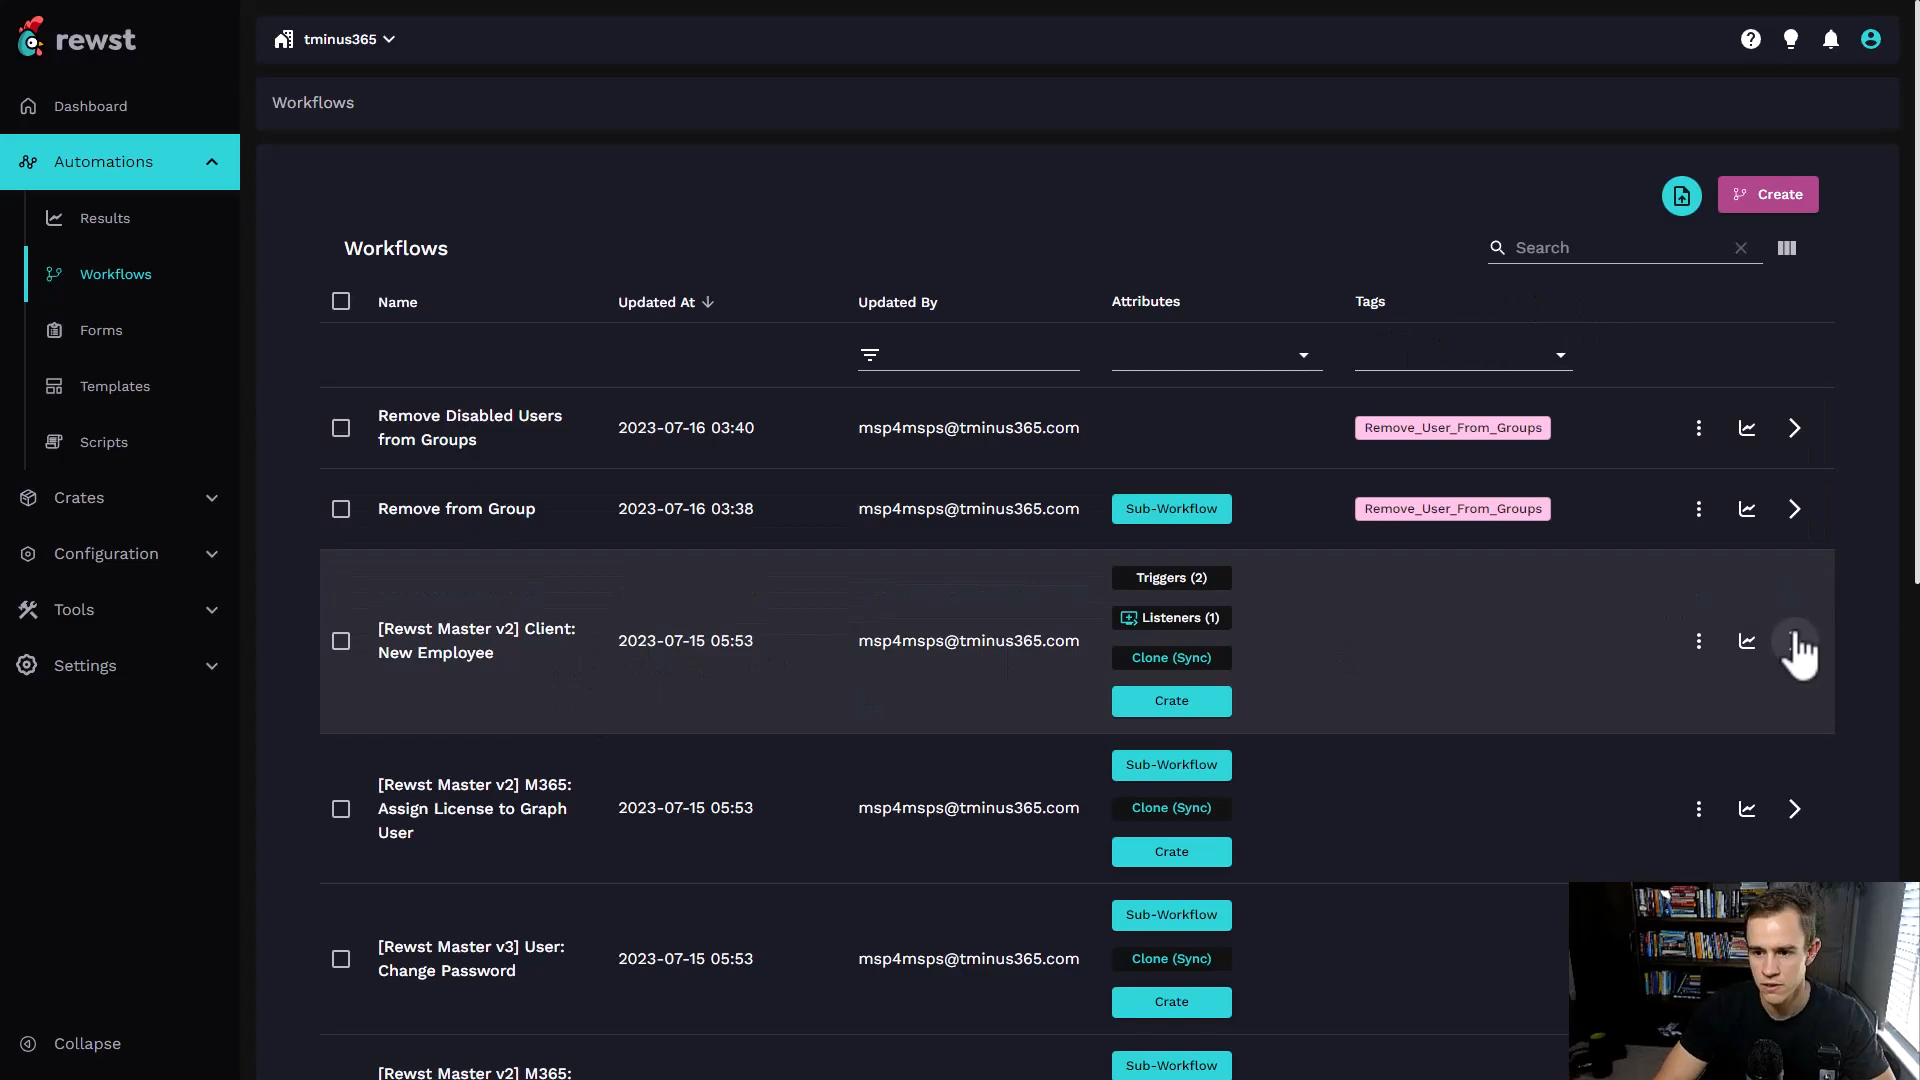 rewst
tminus365
Dashboard
Workflows
Automations
Create
Results
Workflows
Search
Workflows
Name
Updated At
Updated By
Attributes
Tags
Forms
Templates
Remove Disabled Users
from Groups
2023-07-16 03:40
msp4msps@tminus365.com
Remove_User_From_Groups
Scripts
Crates
Remove from Group
2023-07-16 03:38
msp4msps@tminus365.com
Sub-Workflow
Remove_User_From_Groups
Configuration
Tools
Settings
[Rewst Master v2] Client:
New Employee
2023-07-15 05:53
msp4msps@tminus365.com
Triggers (2)
Listeners (1)
Clone (Sync)
Crate
[Rewst Master v2] M365:
Assign License to Graph
User
2023-07-15 05:53
msp4msps@tminus365.com
Sub-Workflow
Clone (Sync)
Crate
[Rewst Master v3] User:
Change Password
2023-07-15 05:53
msp4msps@tminus365.com
Sub-Workflow
Clone (Sync)
Crate
Collapse
[Rewst Master v2] M365:
Sub-Workflow